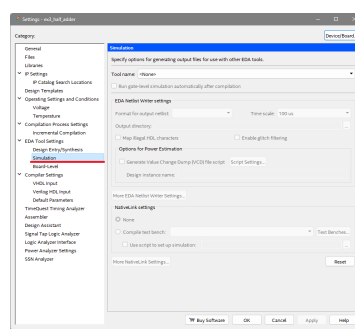 Settings - ex3_half_adder
Category:
Device/Board...
General
Files
Libraries
IP Settings
IP Catalog Search Locations
Design Templates
Operating Settings and Conditions
Voltage
Temperature
Compilation Process Settings
Incremental Compilation
EDA Tool Settings
Design Entry/Synthesis
Simulation
Board-Level
Compiler Settings
VHDL Input
Verilog HDL Input
Default Parameters
TimeQuest Timing Analyzer
Assembler
Design Assistant
Signal Tap Logic Analyzer
Logic Analyzer Interface
Power Analyzer Settings
SSN Analyzer
Simulation
Specify options for generating output files for use with other EDA tools.
Tool name: <None>
Run gate-level simulation automatically after compilation
EDA Netlist Writer settings
Format for output netlist:
Time scale: 100 us
Output directory:
...
Map illegal HDL characters
Enable glitch filtering
Options for Power Estimation
Generate Value Change Dump (VCD) file script
Script Settings...
Design instance name:
More EDA Netlist Writer Settings...
NativeLink settings
None
Compile test bench:
Test Benches...
Use script to set up simulation:
...
More NativeLink Settings...
Reset
Buy Software
OK
Cancel
Apply
Help